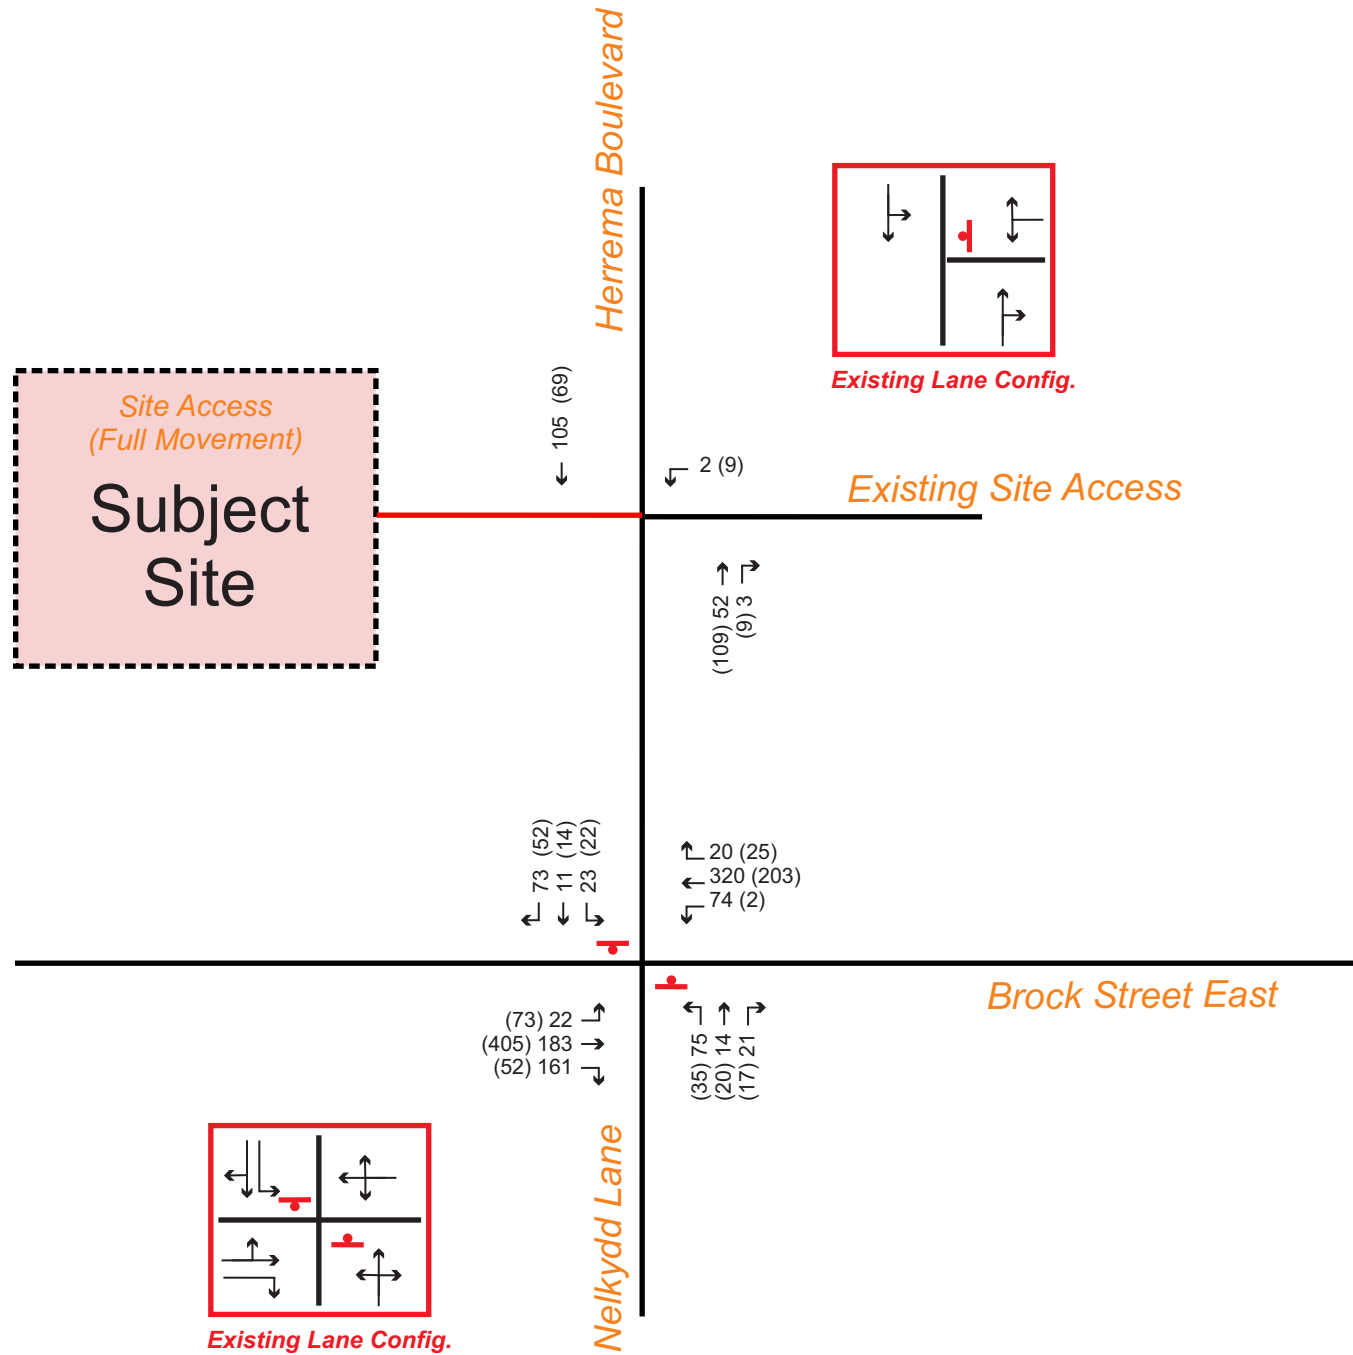 Herrema Boulevard
Existing Lane Config.
Site Access
(Full Movement)
Subject
Site
105 (69)
2 (9)
Existing Site Access
(109) 52
(9) 3
73 (52)
11 (14)
23 (22)
20 (25)
320 (203)
74 (2)
Brock Street East
(73) 22
(405) 183
(52) 161
(35) 75
(20) 14
(17) 21
Nelkydd Lane
Existing Lane Config.